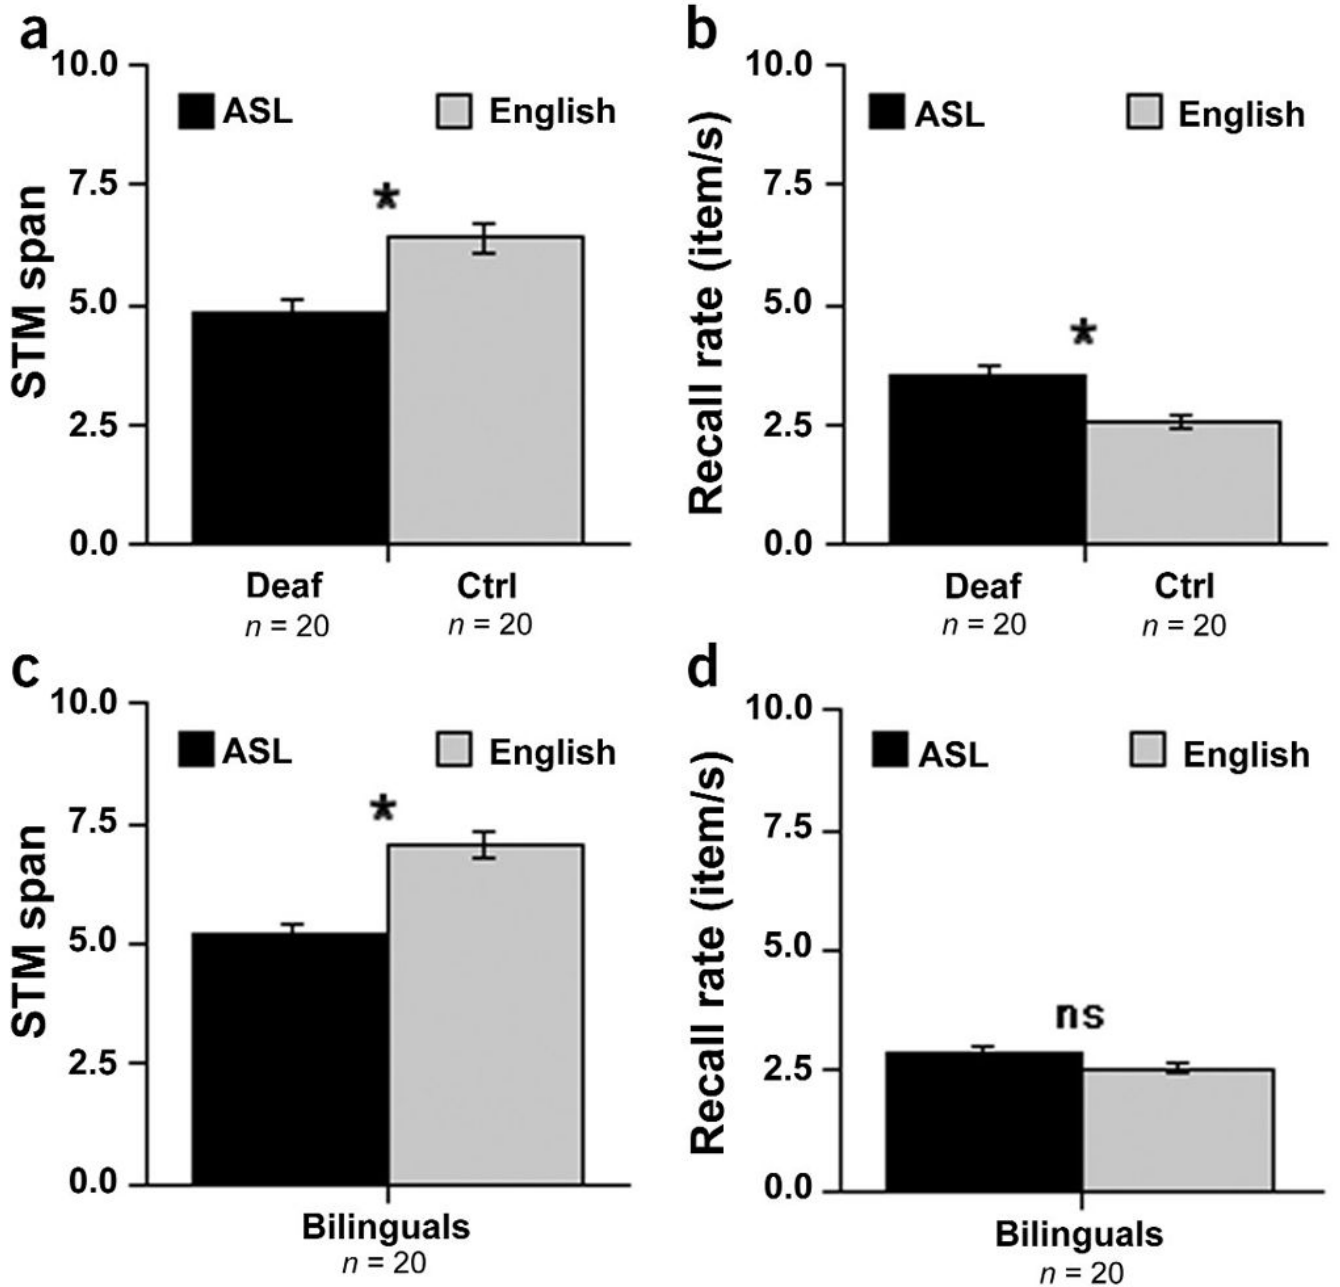 a
10.0
ASL English
*
7.5
STM span
5.0
2.5
0.0
Deaf Ctrl
n = 20 n = 20
b
10.0
ASL English
7.5
Recall rate (item/s)
5.0
*
2.5
0.0
Deaf Ctrl
n = 20 n = 20
c
10.0
ASL English
*
7.5
STM span
5.0
2.5
0.0
Bilinguals
n = 20
d
10.0
ASL English
7.5
Recall rate (item/s)
5.0
ns
2.5
0.0
Bilinguals
n = 20